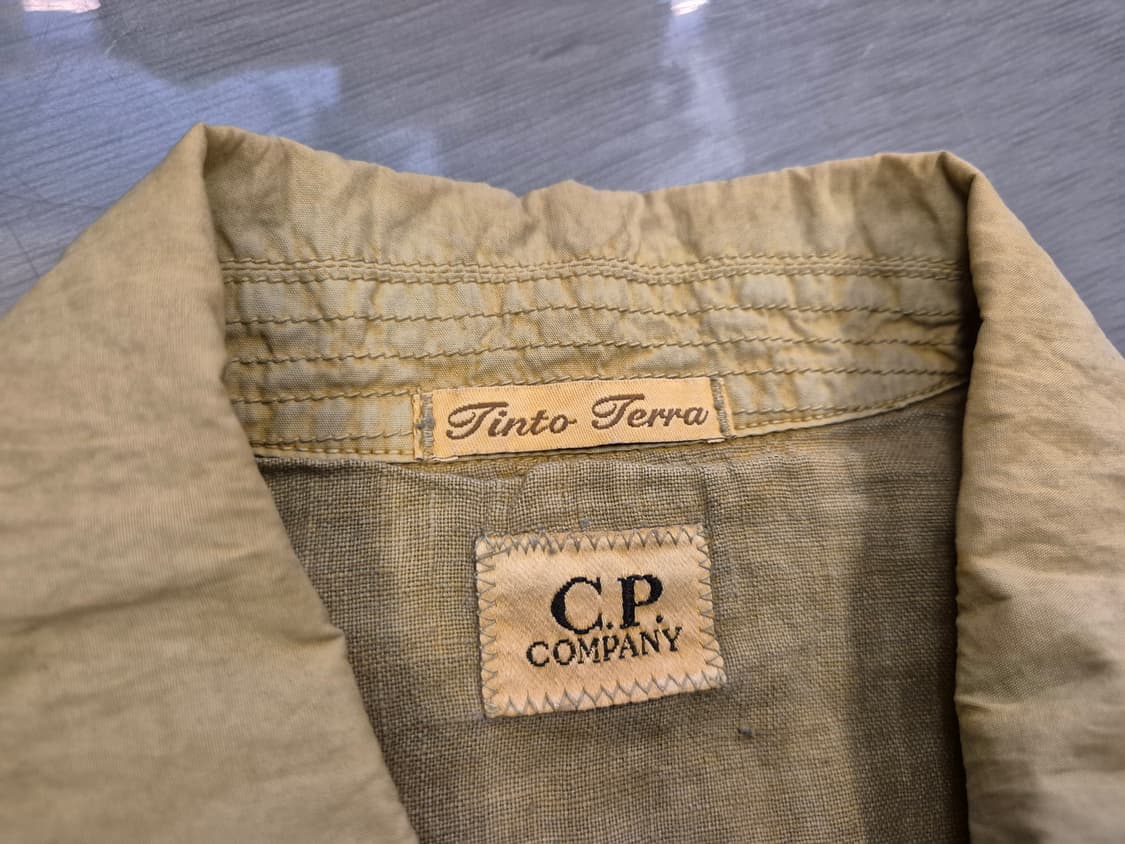 Tinto Terra
C.P.
COMPANY